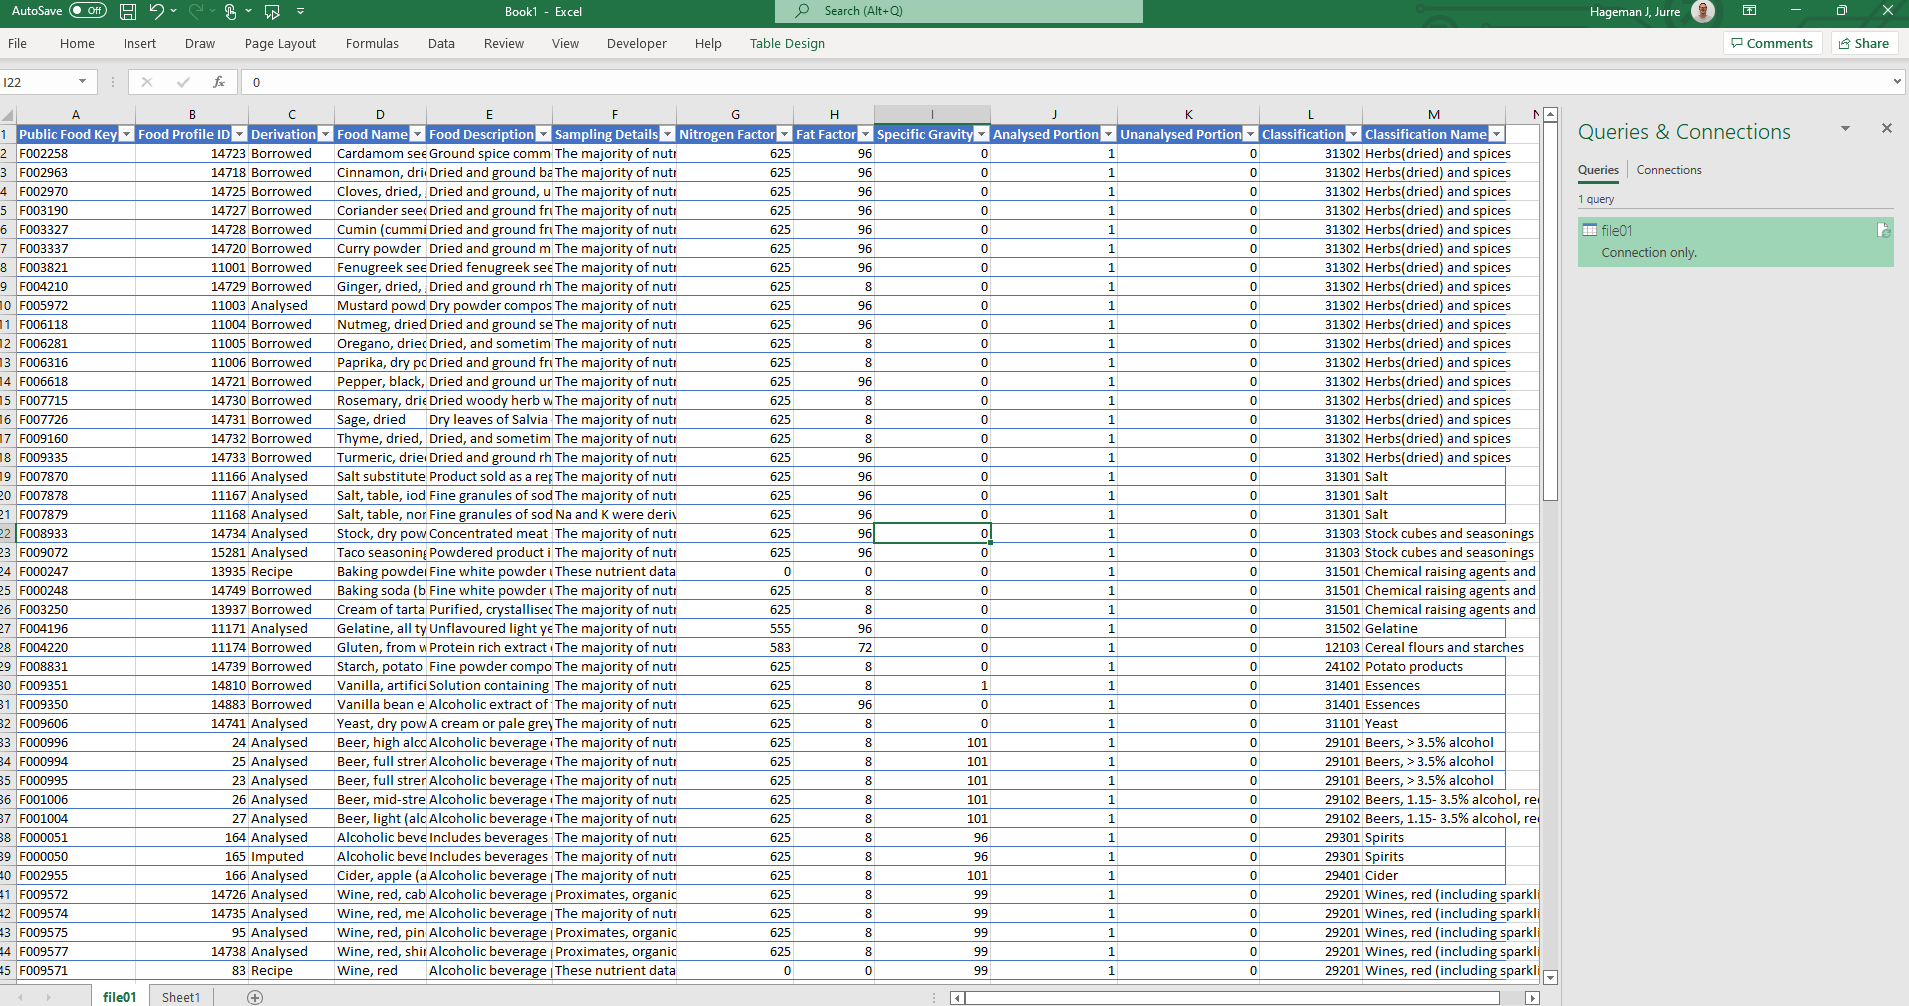 AutoSave Off Book1 - Excel Search (Alt+Q) Hageman J, Jurre
File Home Insert Draw Page Layout Formulas Data Review View Developer Help Table Design Comments Share
I22 fx 0
A B C D E F G H I J K L M N
1 Public Food Key Food Profile ID Derivation Food Name Food Description Sampling Details Nitrogen Factor Fat Factor Specific Gravity Analysed Portion Unanalysed Portion Classification Classification Name
2 F002258 14723 Borrowed Cardamom see Ground spice comm The majority of nutr 625 96 0 1 0 31302 Herbs(dried) and spices
3 F002963 14718 Borrowed Cinnamon, dri Dried and ground ba The majority of nutr 625 96 0 1 0 31302 Herbs(dried) and spices
4 F002970 14725 Borrowed Cloves, dried, Dried and ground, u The majority of nutr 625 96 0 1 0 31302 Herbs(dried) and spices
5 F003190 14727 Borrowed Coriander seed Dried and ground fru The majority of nutr 625 96 0 1 0 31302 Herbs(dried) and spices
6 F003327 14728 Borrowed Cumin (cummi Dried and ground fru The majority of nutr 625 96 0 1 0 31302 Herbs(dried) and spices
7 F003337 14720 Borrowed Curry powder Dried and ground m The majority of nutr 625 96 0 1 0 31302 Herbs(dried) and spices
8 F003821 11001 Borrowed Fenugreek see Dried fenugreek see The majority of nutr 625 96 0 1 0 31302 Herbs(dried) and spices
9 F004210 14729 Borrowed Ginger, dried, Dried and ground rh The majority of nutr 625 8 0 1 0 31302 Herbs(dried) and spices
10 F005972 11003 Analysed Mustard powd Dry powder compos The majority of nutr 625 96 0 1 0 31302 Herbs(dried) and spices
11 F006118 11004 Borrowed Nutmeg, dried Dried and ground se The majority of nutr 625 96 0 1 0 31302 Herbs(dried) and spices
12 F006281 11005 Borrowed Oregano, dried Dried, and sometim The majority of nutr 625 8 0 1 0 31302 Herbs(dried) and spices
13 F006316 11006 Borrowed Paprika, dry po Dried and ground fru The majority of nutr 625 8 0 1 0 31302 Herbs(dried) and spices
14 F006618 14721 Borrowed Pepper, black, Dried and ground un The majority of nutr 625 96 0 1 0 31302 Herbs(dried) and spices
15 F007715 14730 Borrowed Rosemary, drie Dried woody herb w The majority of nutr 625 8 0 1 0 31302 Herbs(dried) and spices
16 F007726 14731 Borrowed Sage, dried Dry leaves of Salvia The majority of nutr 625 8 0 1 0 31302 Herbs(dried) and spices
17 F009160 14732 Borrowed Thyme, dried, Dried, and sometim The majority of nutr 625 8 0 1 0 31302 Herbs(dried) and spices
18 F009335 14733 Borrowed Turmeric, drie Dried and ground rh The majority of nutr 625 96 0 1 0 31302 Herbs(dried) and spices
19 F007870 11166 Analysed Salt substitute Product sold as a rep The majority of nutr 625 96 0 1 0 31301 Salt
20 F007878 11167 Analysed Salt, table, iod Fine granules of sod The majority of nutr 625 96 0 1 0 31301 Salt
21 F007879 11168 Analysed Salt, table, non Fine granules of sod Na and K were deriv 625 96 0 1 0 31301 Salt
22 F008933 14734 Analysed Stock, dry pow Concentrated meat The majority of nutr 625 96 0 1 0 31303 Stock cubes and seasonings
23 F009072 15281 Analysed Taco seasoning Powdered product i The majority of nutr 625 96 0 1 0 31303 Stock cubes and seasonings
24 F000247 13935 Recipe Baking powder Fine white powder u These nutrient data 0 0 0 1 0 31501 Chemical raising agents and
25 F000248 14749 Borrowed Baking soda (b Fine white powder u The majority of nutr 625 8 0 1 0 31501 Chemical raising agents and
26 F003250 13937 Borrowed Cream of tarta Purified, crystallised The majority of nutr 625 8 0 1 0 31501 Chemical raising agents and
27 F004196 11171 Analysed Gelatine, all ty Unflavoured light ye The majority of nutr 555 96 0 1 0 31502 Gelatine
28 F004220 11174 Borrowed Gluten, from w Protein rich extract The majority of nutr 583 72 0 1 0 12103 Cereal flours and starches
29 F008831 14739 Borrowed Starch, potato Fine powder compo The majority of nutr 625 8 0 1 0 24102 Potato products
30 F009351 14810 Borrowed Vanilla, artifici Solution containing The majority of nutr 625 8 1 1 0 31401 Essences
31 F009350 14883 Borrowed Vanilla bean e Alcoholic extract of The majority of nutr 625 96 0 1 0 31401 Essences
32 F009606 14741 Analysed Yeast, dry pow A cream or pale grey The majority of nutr 625 8 0 1 0 31101 Yeast
33 F000996 24 Analysed Beer, high alco Alcoholic beverage The majority of nutr 625 8 101 1 0 29101 Beers, > 3.5% alcohol
34 F000994 25 Analysed Beer, full stren Alcoholic beverage The majority of nutr 625 8 101 1 0 29101 Beers, > 3.5% alcohol
35 F000995 23 Analysed Beer, full stren Alcoholic beverage The majority of nutr 625 8 101 1 0 29101 Beers, > 3.5% alcohol
36 F001006 26 Analysed Beer, mid-stre Alcoholic beverage The majority of nutr 625 8 101 1 0 29102 Beers, 1.15- 3.5% alcohol, re
37 F001004 27 Analysed Beer, light (alc Alcoholic beverage The majority of nutr 625 8 101 1 0 29102 Beers, 1.15- 3.5% alcohol, re
38 F000051 164 Analysed Alcoholic beve Includes beverages The majority of nutr 625 8 96 1 0 29301 Spirits
39 F000050 165 Imputed Alcoholic beve Includes beverages The majority of nutr 625 8 96 1 0 29301 Spirits
40 F002955 166 Analysed Cider, apple (a Alcoholic beverage The majority of nutr 625 8 101 1 0 29401 Cider
41 F009572 14726 Analysed Wine, red, cab Alcoholic beverage Proximates, organic 625 8 99 1 0 29201 Wines, red (including sparkli
42 F009574 14735 Analysed Wine, red, me Alcoholic beverage The majority of nutr 625 8 99 1 0 29201 Wines, red (including sparkli
43 F009575 95 Analysed Wine, red, pin Alcoholic beverage Proximates, organic 625 8 99 1 0 29201 Wines, red (including sparkli
44 F009577 14738 Analysed Wine, red, shir Alcoholic beverage Proximates, organic 625 8 99 1 0 29201 Wines, red (including sparkli
45 F009571 83 Recipe Wine, red Alcoholic beverage These nutrient data 0 0 99 1 0 29201 Wines, red (including sparkli
file01 Sheet1
Queries & Connections
Queries Connections
1 query
file01
Connection only.